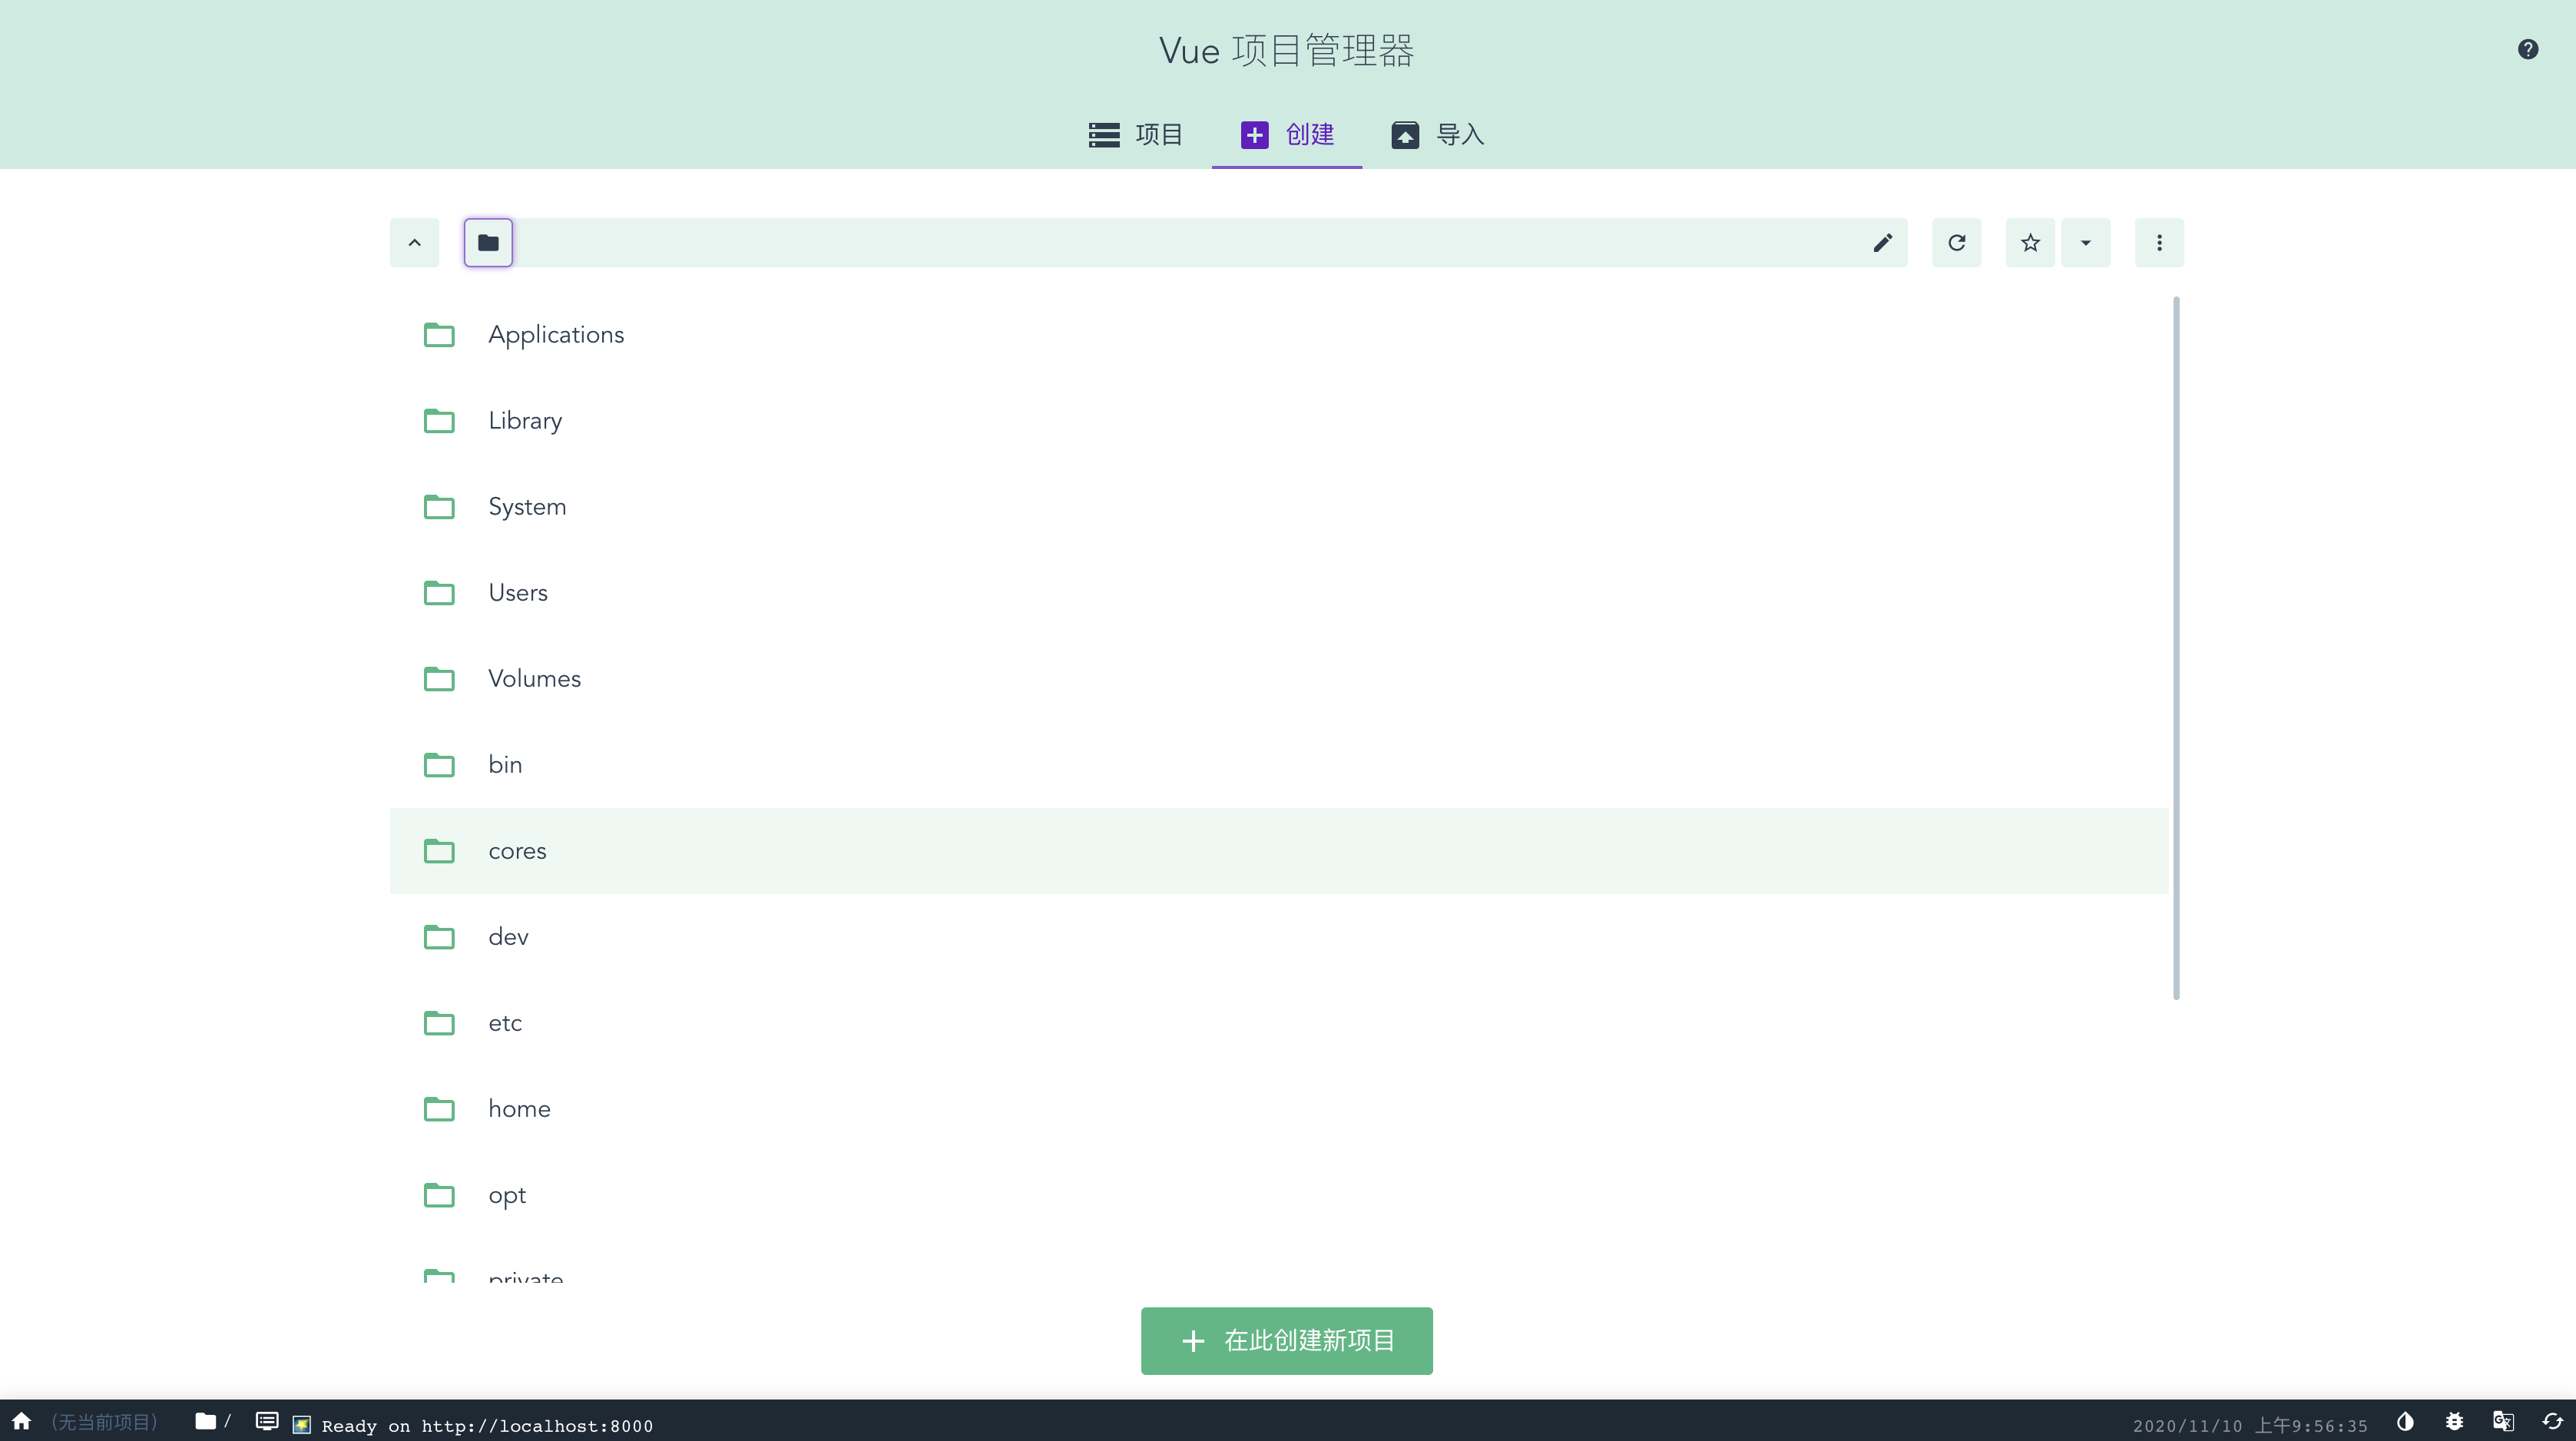 Vue 项目管理器
项目 创建 导入
Applications
Library
System
Users
Volumes
bin
cores
dev
etc
home
opt
private
在此创建新项目
(无当前项目) / Ready on http://localhost:8000 2020/11/10 上午9:56:35